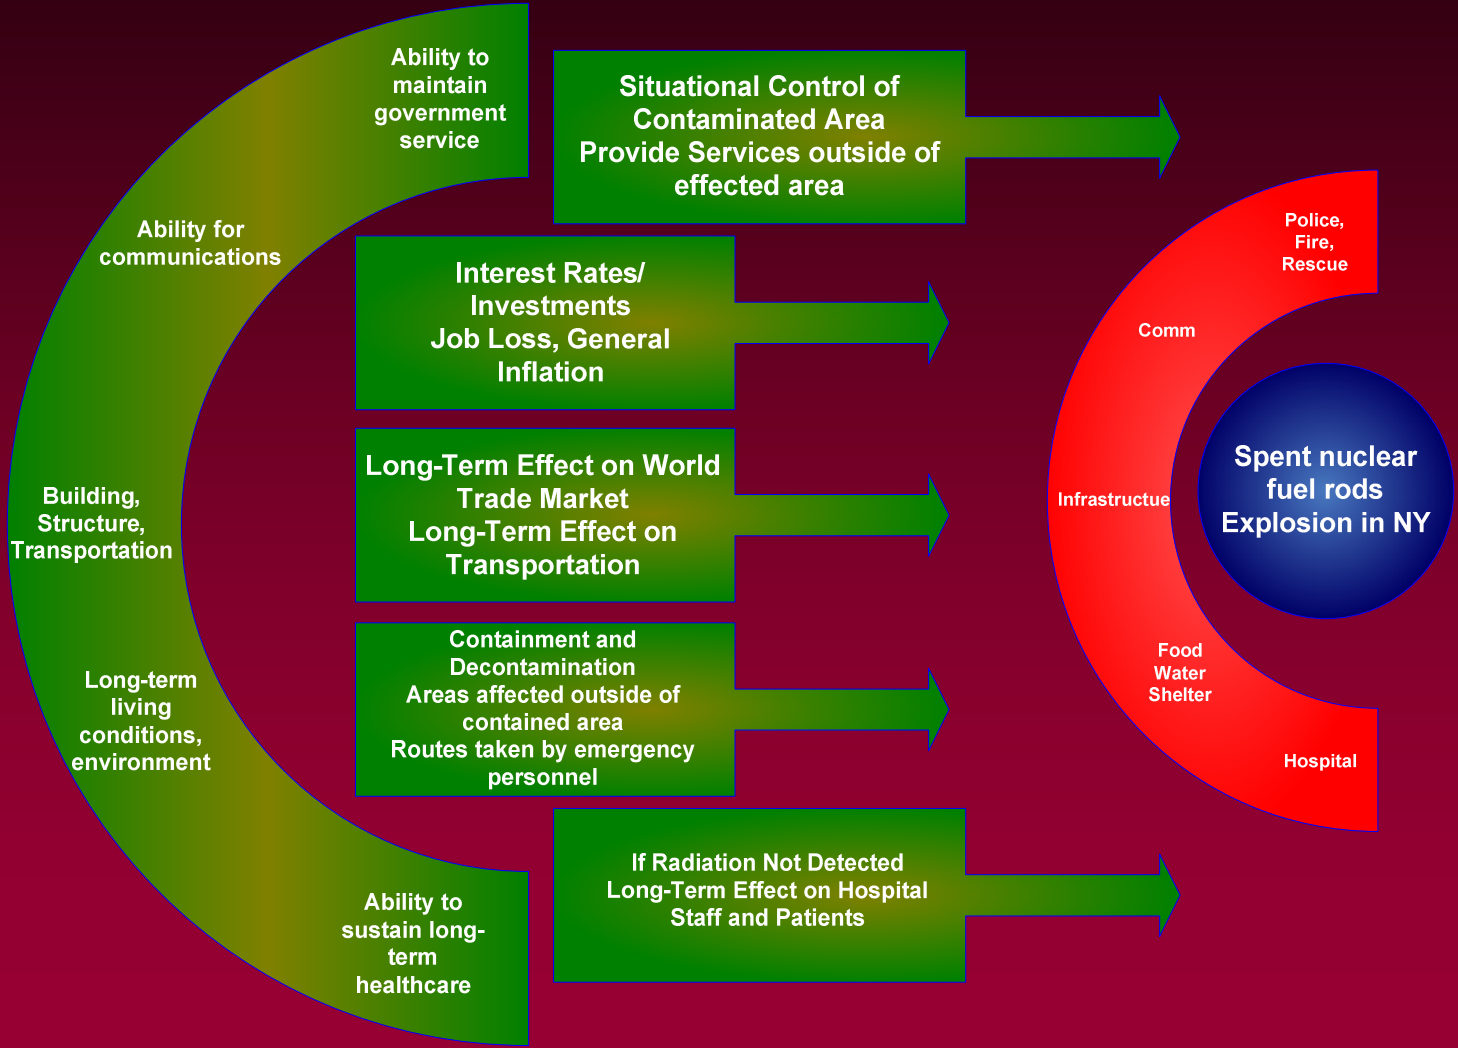 Ability to
maintain
government
service
Ability for
communications
Building,
Structure,
Transportation
Long-term
living
conditions,
environment
Ability to
sustain long-
term
healthcare
Situational Control of
Contaminated Area
Provide Services outside of
effected area
Interest Rates/
Investments
Job Loss, General
Inflation
Long-Term Effect on World
Trade Market
Long-Term Effect on
Transportation
Containment and
Decontamination
Areas affected outside of
contained area
Routes taken by emergency
personnel
If Radiation Not Detected
Long-Term Effect on Hospital
Staff and Patients
Police,
Fire,
Rescue
Comm
Infrastructue
Food
Water
Shelter
Hospital
Spent nuclear
fuel rods
Explosion in NY